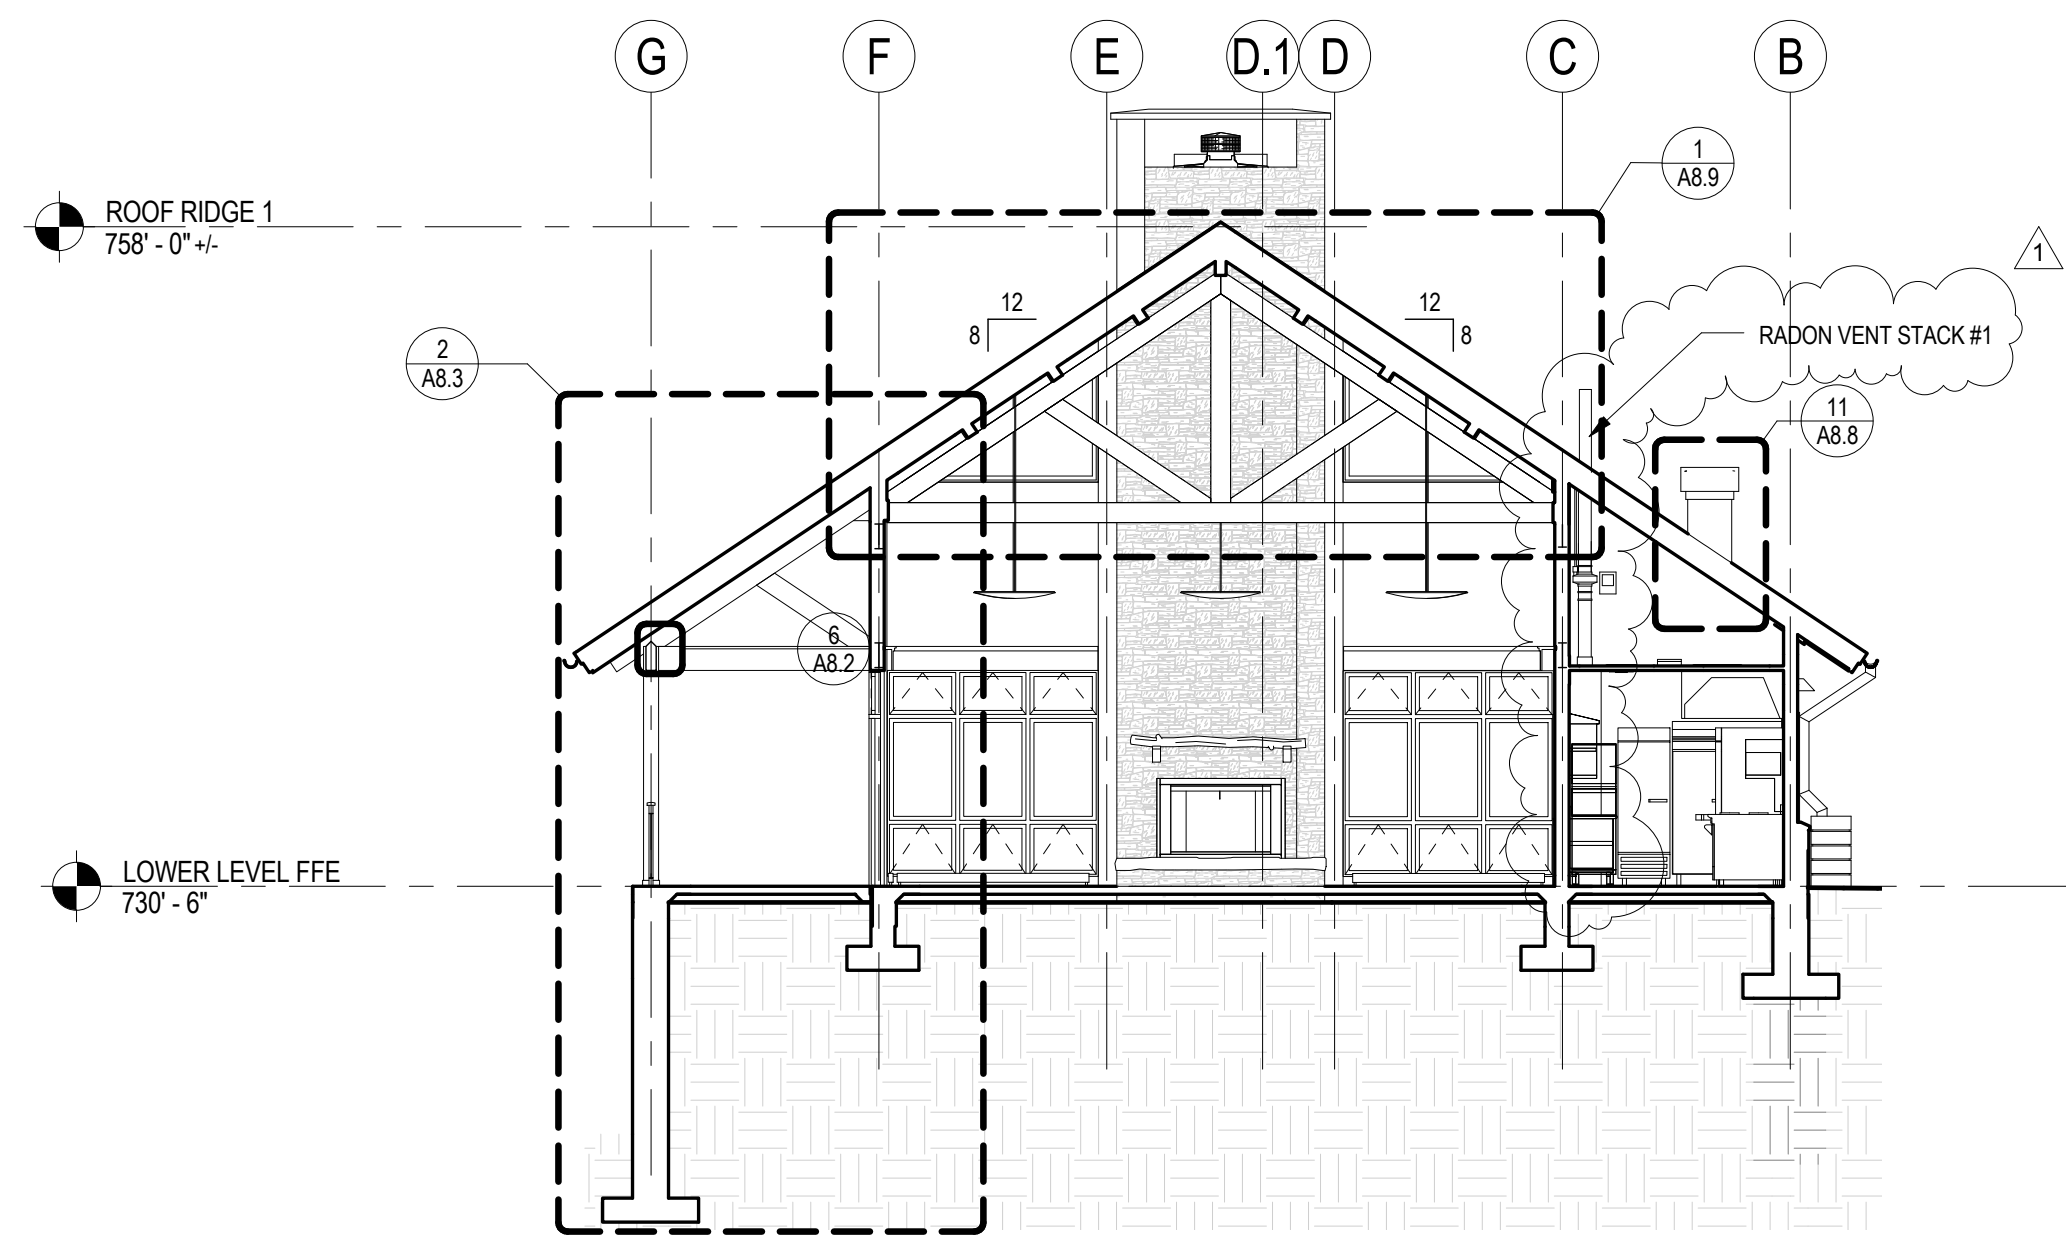 G
F
E
D.1
D
C
B
1
A8.9
ROOF RIDGE 1
758' - 0" +/-
1
12
8
12
8
RADON VENT STACK #1
2
A8.3
11
A8.8
6
A8.2
LOWER LEVEL FFE
730' - 6"